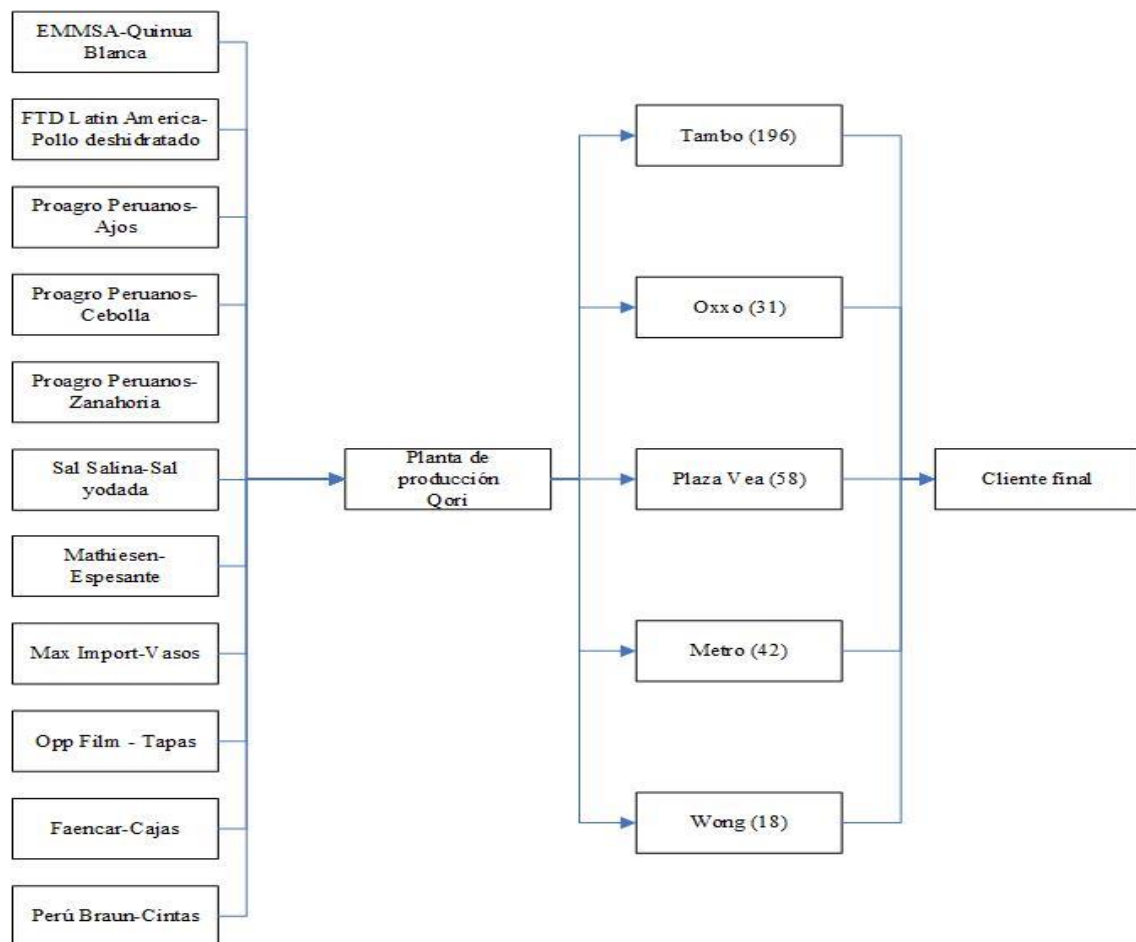 EMMSA-Quinua
Blanca
FTD Latin America-
Pollo deshidratado
Proagro Peruanos-
Ajos
Proagro Peruanos-
Cebolla
Proagro Peruanos-
Zanahoria
Sal Salina-Sal
yodada
Mathiesen-
Espesante
Max Import-Vasos
Opp Film - Tapas
Faencar-Cajas
Perú Braun-Cintas
Planta de
producción
Qori
Tambo (196)
Oxxo (31)
Plaza Vea (58)
Metro (42)
Wong (18)
Cliente final